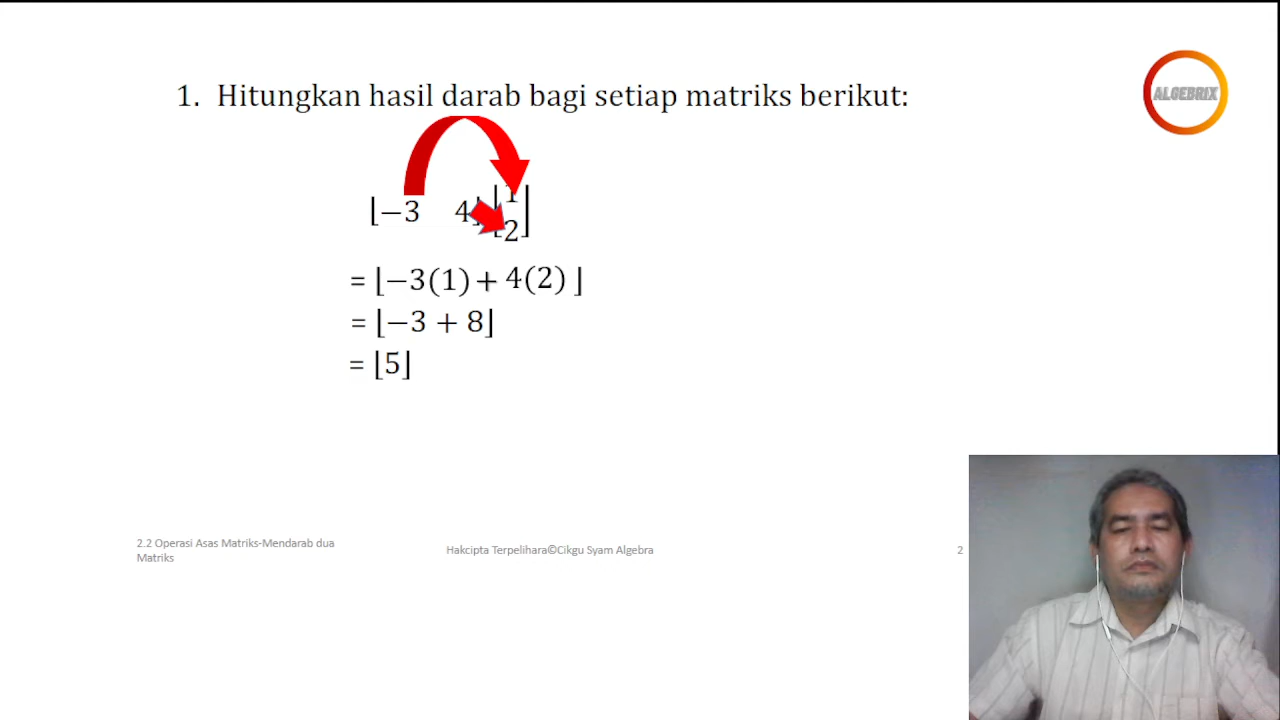 1. Hitungkan hasil darab bagi setiap matriks berikut:
ALGEBRIX
⌊−3 4⌋ ⌊1
2⌋
= ⌊−3(1) + 4(2) ⌋
= ⌊−3 + 8⌋
= ⌊5⌋
2.2 Operasi Asas Matriks-Mendarab dua
Matriks
Hakcipta Terpelihara©Cikgu Syam Algebra
2